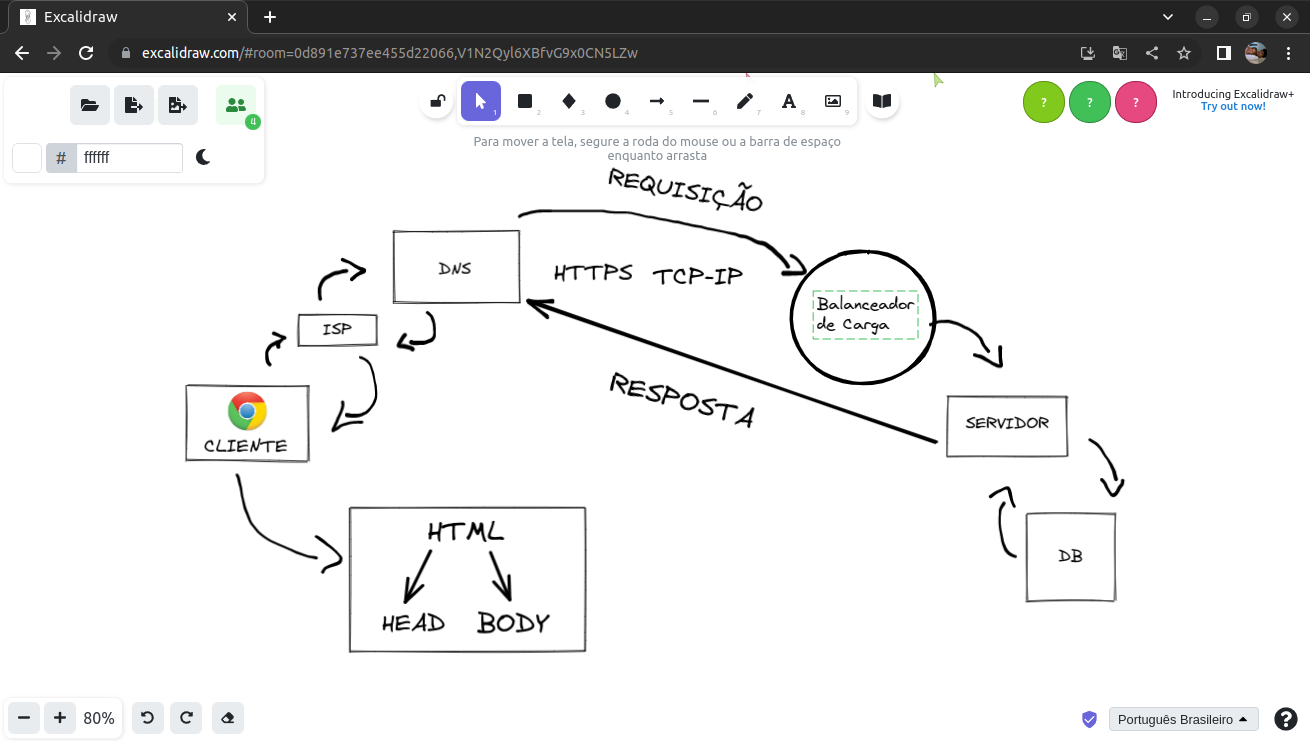 Excalidraw
excalidraw.com/#room=0d891e737ee455d22066,V1N2Qyl6XBfvG9x0CN5LZw
4
# ffffff
1
2
3
4
5
6
7
8
9
? ? ?
Introducing Excalidraw+
Try out now!
Para mover a tela, segure a roda do mouse ou a barra de espaço
enquanto arrasta
REQUISIÇÃO
DNS
HTTPS TCP-IP
Balanceador
de Carga
ISP
RESPOSTA
CLIENTE
SERVIDOR
HTML
HEAD BODY
DB
80%
Português Brasileiro
?